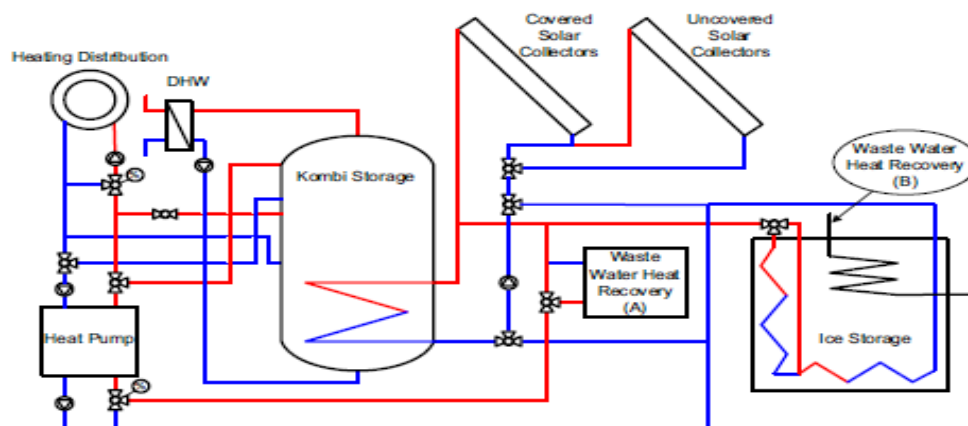 Covered
Solar
Collectors
Uncovered
Solar
Collectors
Heating Distribution
DHW
Kombi Storage
Waste Water
Heat Recovery
(B)
Waste
Water Heat
Recovery
(A)
Heat Pump
Ice Storage